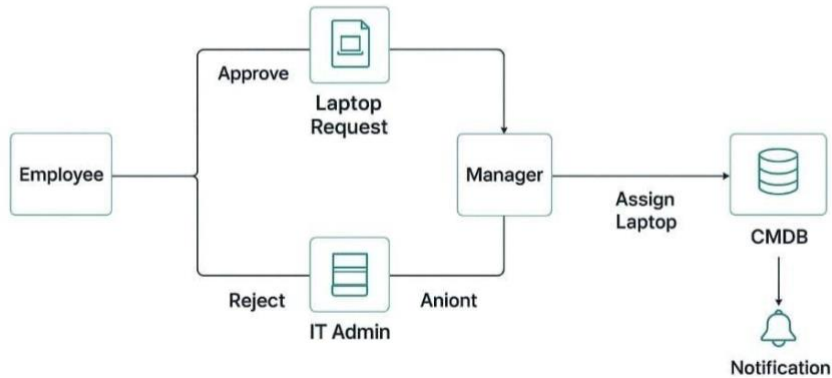 Approve
Laptop
Request
Employee
Manager
Assign
Laptop
CMDB
Reject
Aniont
IT Admin
Notification